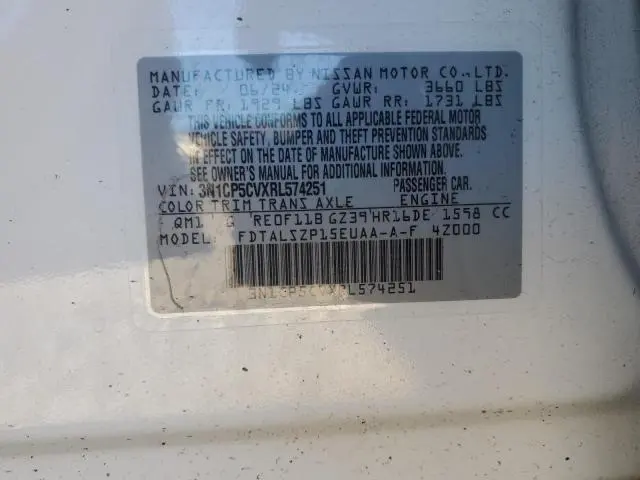 MANUFACTURED BY NISSAN MOTOR CO.,LTD.
DATE: 06/24 GVWR: 3660 LBS
GAWR FR: 1929 LBS GAWR RR: 1731 LBS
THIS VEHICLE CONFORMS TO ALL APPLICABLE FEDERAL MOTOR
VEHICLE SAFETY, BUMPER AND THEFT PREVENTION STANDARDS
IN EFFECT ON THE DATE OF MANUFACTURE SHOWN ABOVE.
SEE OWNER'S MANUAL FOR ADDITIONAL INFORMATION.
VIN: 3N1CP5CVXRL574251 PASSENGER CAR.
COLOR TRIM TRANS AXLE ENGINE
QM1 G RE0F11B GZ39 HR16DE 1598 CC
MODEL: FDTALSZP15EUAA-A-F 4Z000
3N1CP5CVXRL574251